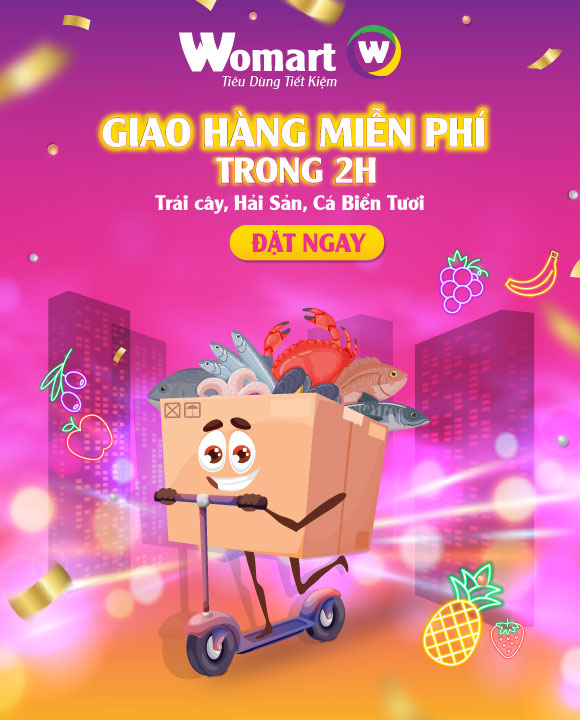 Womart W
Tiêu Dùng Tiết Kiệm
GIAO HÀNG MIỄN PHÍ
TRONG 2H
Trái cây, Hải Sản, Cá Biển Tươi
ĐẶT NGAY